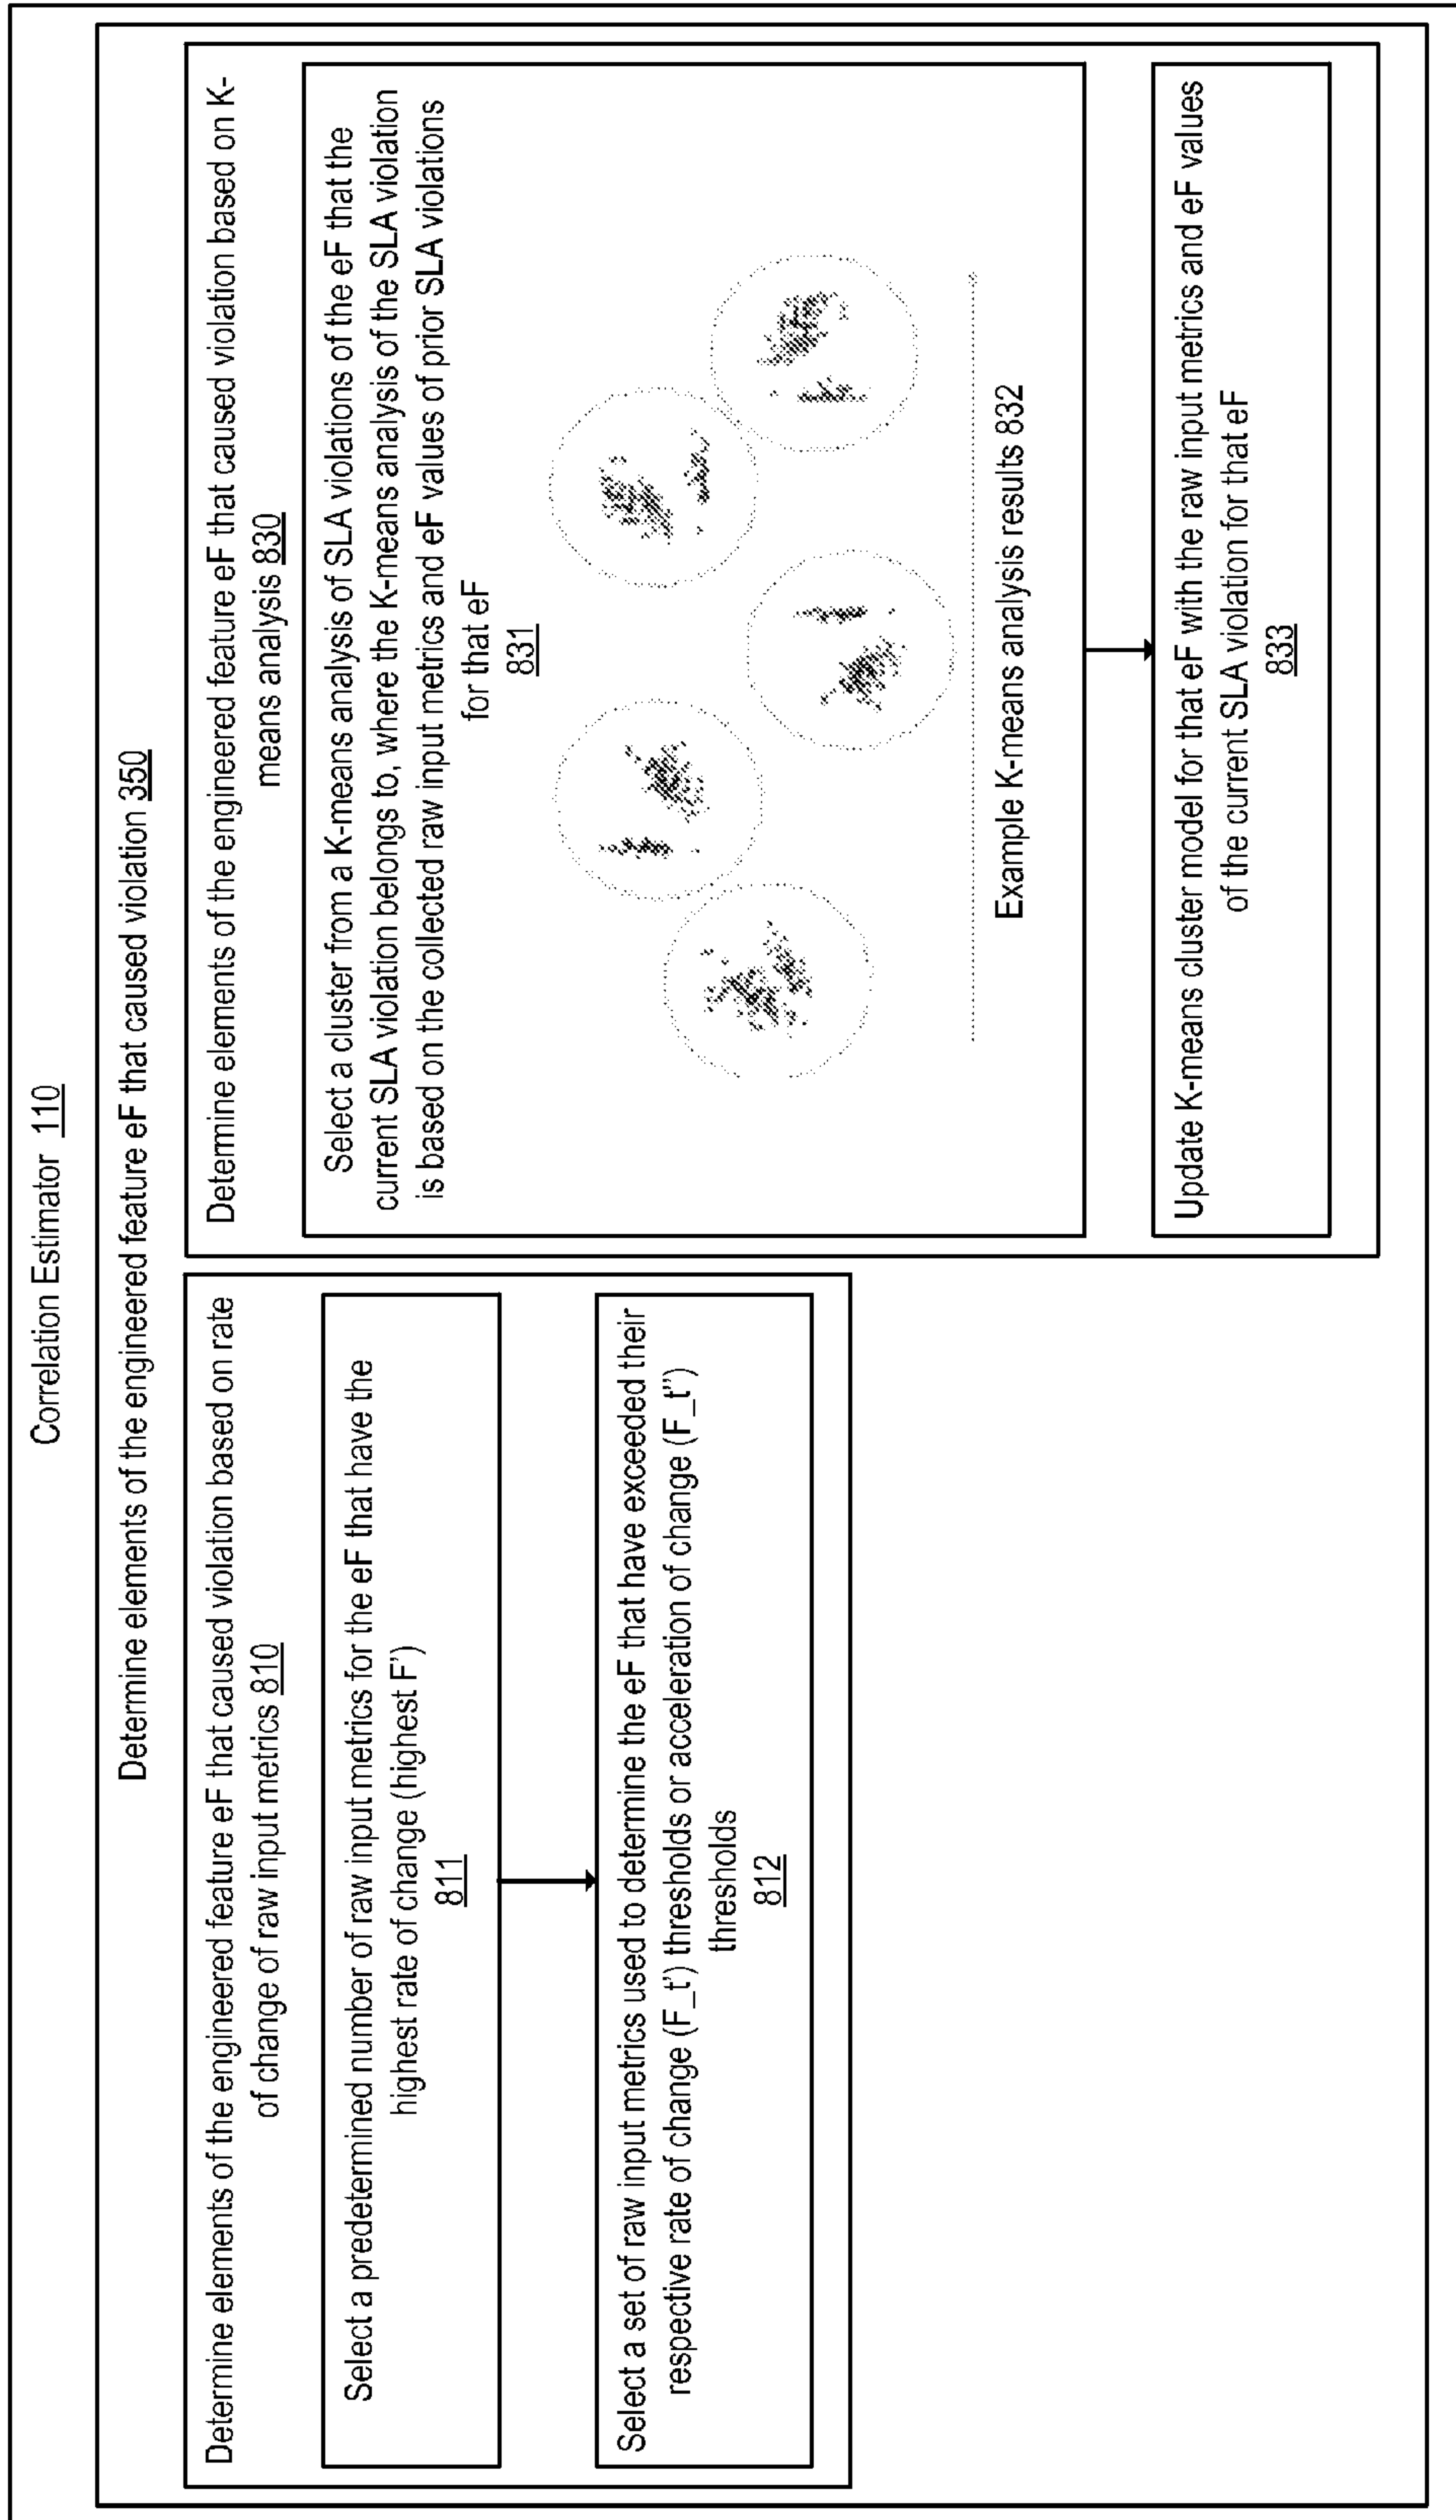 Correlation Estimator 110
Determine elements of the engineered feature eF that caused violation 350
Determine elements of the engineered feature eF that caused violation based on rate
of change of raw input metrics 810
Select a predetermined number of raw input metrics for the eF that have the
highest rate of change (highest F')
811
Select a set of raw input metrics used to determine the eF that have exceeded their
respective rate of change (F_t') thresholds or acceleration of change (F_t")
thresholds
812
Determine elements of the engineered feature eF that caused violation based on K-
means analysis 830
Select a cluster from a K-means analysis of SLA violations of the eF that the
current SLA violation belongs to, where the K-means analysis of the SLA violation
is based on the collected raw input metrics and eF values of prior SLA violations
for that eF
831
Example K-means analysis results 832
Update K-means cluster model for that eF with the raw input metrics and eF values
of the current SLA violation for that eF
833